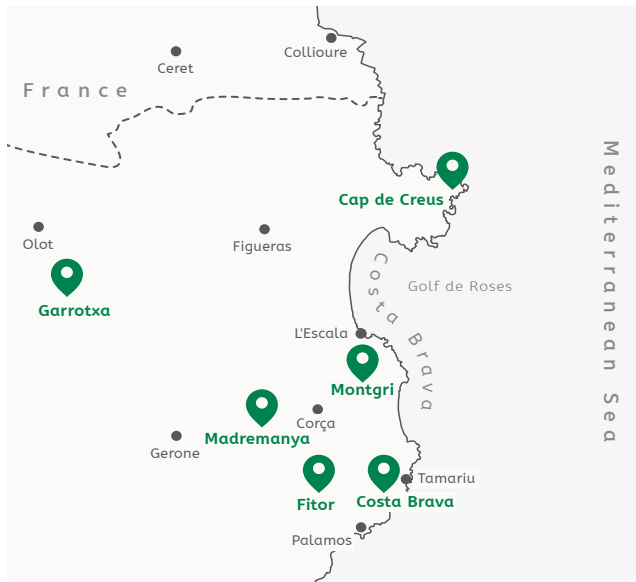 Collioure
Ceret
France
Mediterranean Sea
Cap de Creus
Olot
Figueras
Costa Brava
Golf de Roses
Garrotxa
L'Escala
Montgri
Corça
Madremanya
Gerone
Tamariu
Fitor
Costa Brava
Palamos